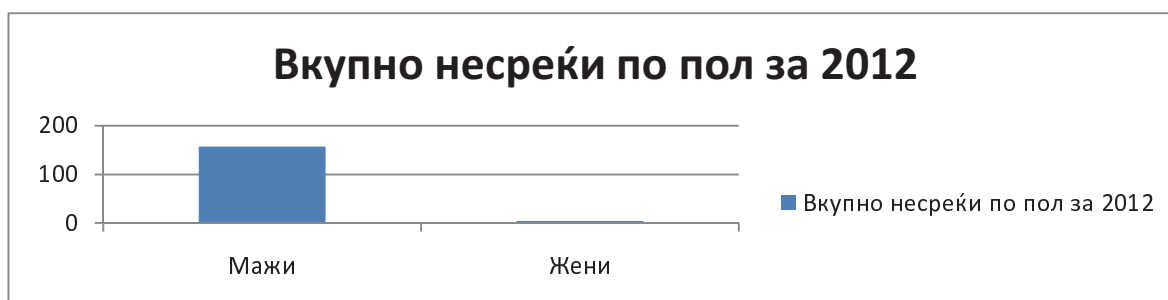 Вкупно несреќи по пол за 2012
200
100
0
Мажи
Жени
Вкупно несреќи по пол за 2012